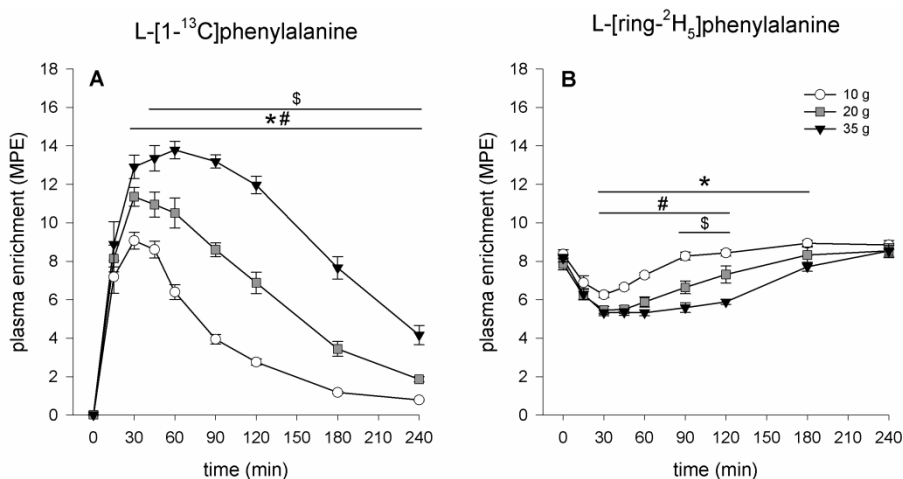 L-[1-¹³C]phenylalanine
A
$
*#
plasma enrichment (MPE)
18
16
14
12
10
8
6
4
2
0
0 30 60 90 120 150 180 210 240
time (min)
L-[ring-²H₅]phenylalanine
B
10 g
20 g
35 g
*
#
$
plasma enrichment (MPE)
18
16
14
12
10
8
6
4
2
0
0 30 60 90 120 150 180 210 240
time (min)